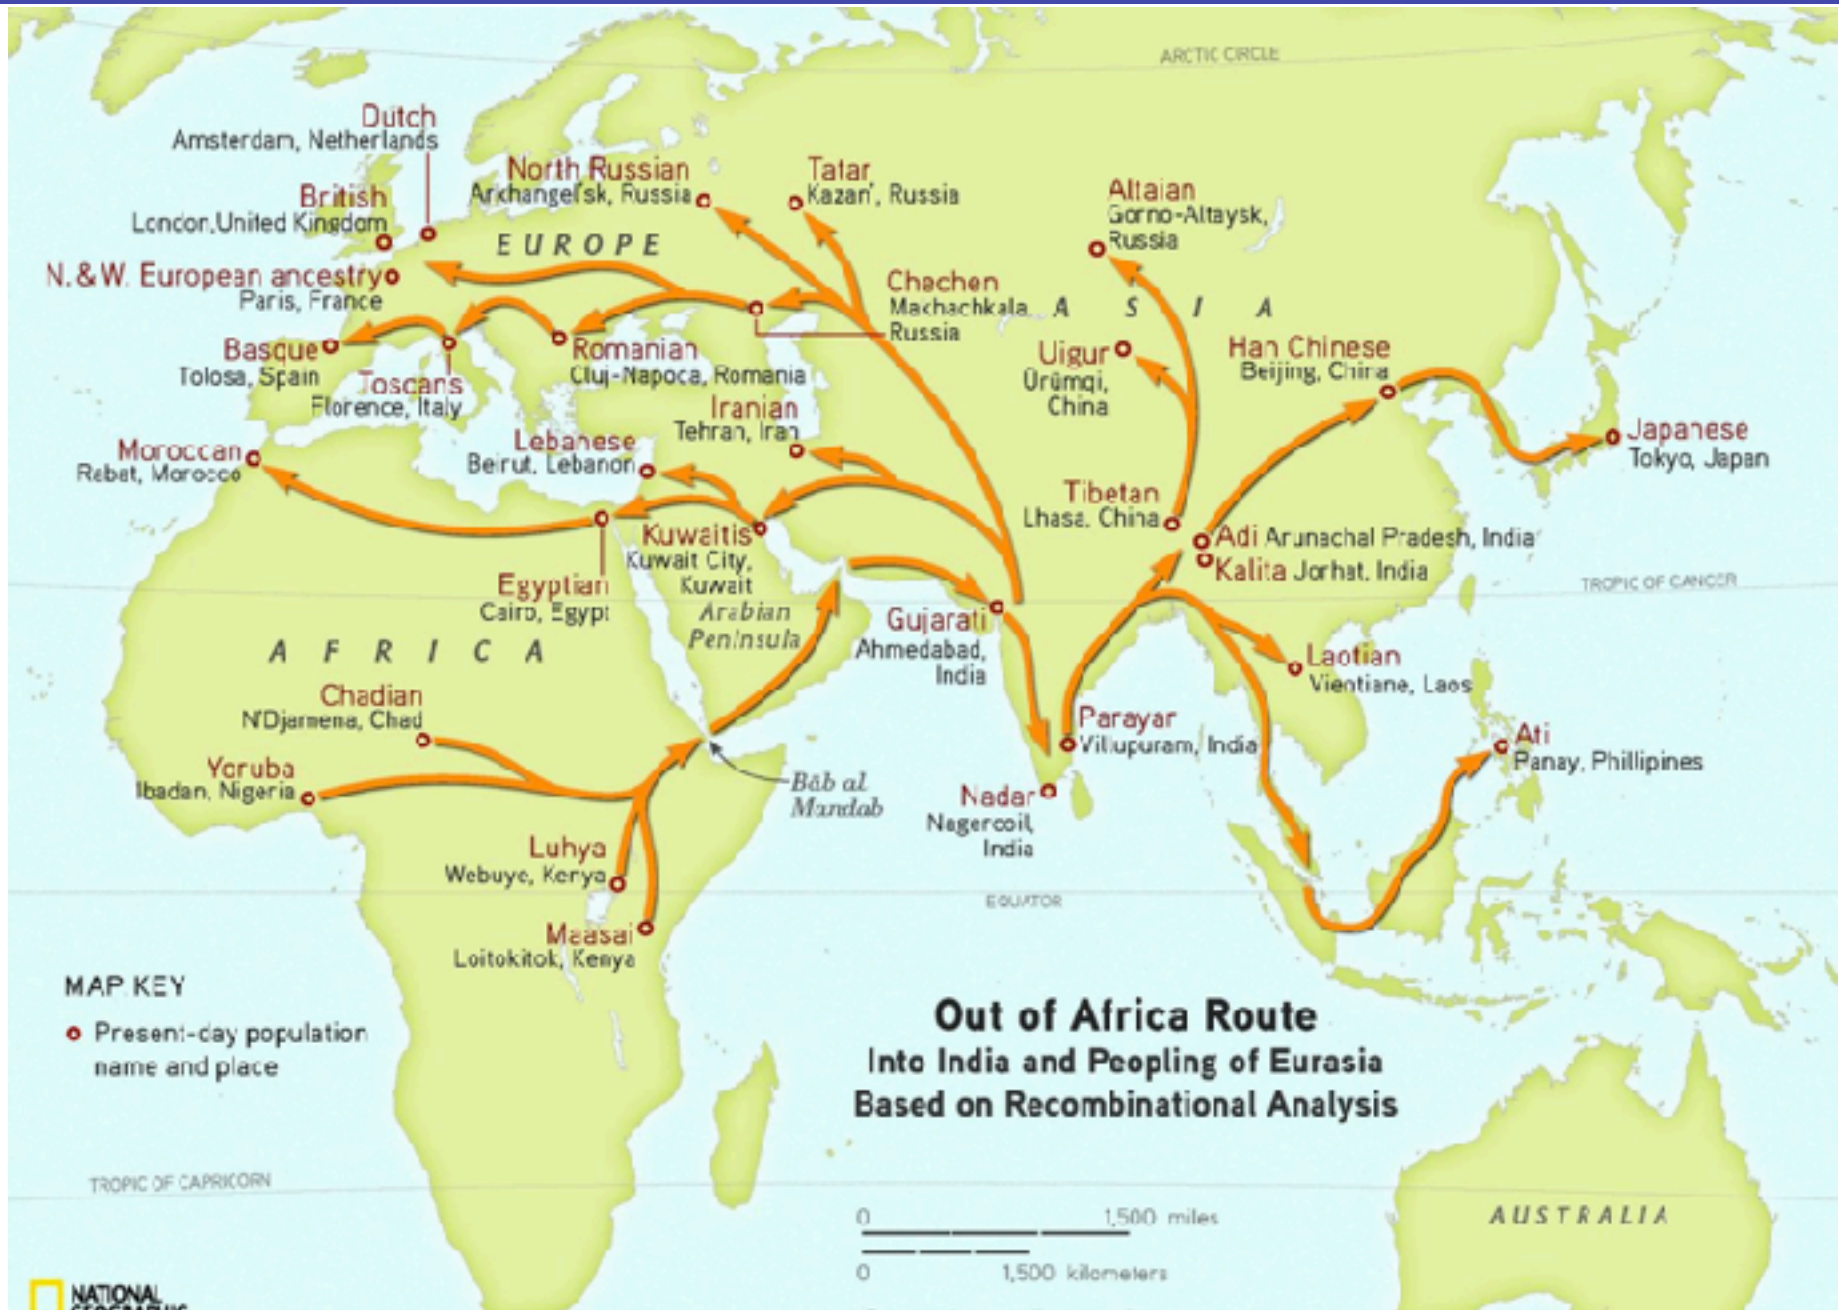 ARCTIC CIRCLE
Dutch
Amsterdam, Netherlands
British
London, United Kingdom
N. & W. European ancestry
Paris, France
North Russian
Arkhangel'sk, Russia
Tatar
Kazan', Russia
Altaian
Gorno-Altaysk,
Russia
EUROPE
Chechen
Makhachkala,
Russia
ASIA
Basque
Tolosa, Spain
Toscans
Florence, Italy
Romanian
Cluj-Napoca, Romania
Uigur
Ürümqi,
China
Han Chinese
Beijing, China
Japanese
Tokyo, Japan
Moroccan
Rabat, Morocco
Lebanese
Beirut, Lebanon
Iranian
Tehran, Iran
Tibetan
Lhasa, China
Adi Arunachal Pradesh, India
Kalita Jorhat, India
Kuwaitis
Kuwait City,
Kuwait
Egyptian
Cairo, Egypt
Arabian
Peninsula
TROPIC OF CANCER
Gujarati
Ahmedabad,
India
AFRICA
Laotian
Vientiane, Laos
Chadian
N'Djamena, Chad
Yoruba
Ibadan, Nigeria
Bāb al
Mandab
Parayar
Villupuram, India
Ati
Panay, Phillipines
Nadar
Nagercoil,
India
Luhya
Webuye, Kenya
EQUATOR
Maasai
Loitokitok, Kenya
MAP KEY
Present-day population
name and place
Out of Africa Route
Into India and Peopling of Eurasia
Based on Recombinational Analysis
TROPIC OF CAPRICORN
0 1,500 miles
0 1,500 kilometers
AUSTRALIA
NATIONAL
GEOGRAPHIC